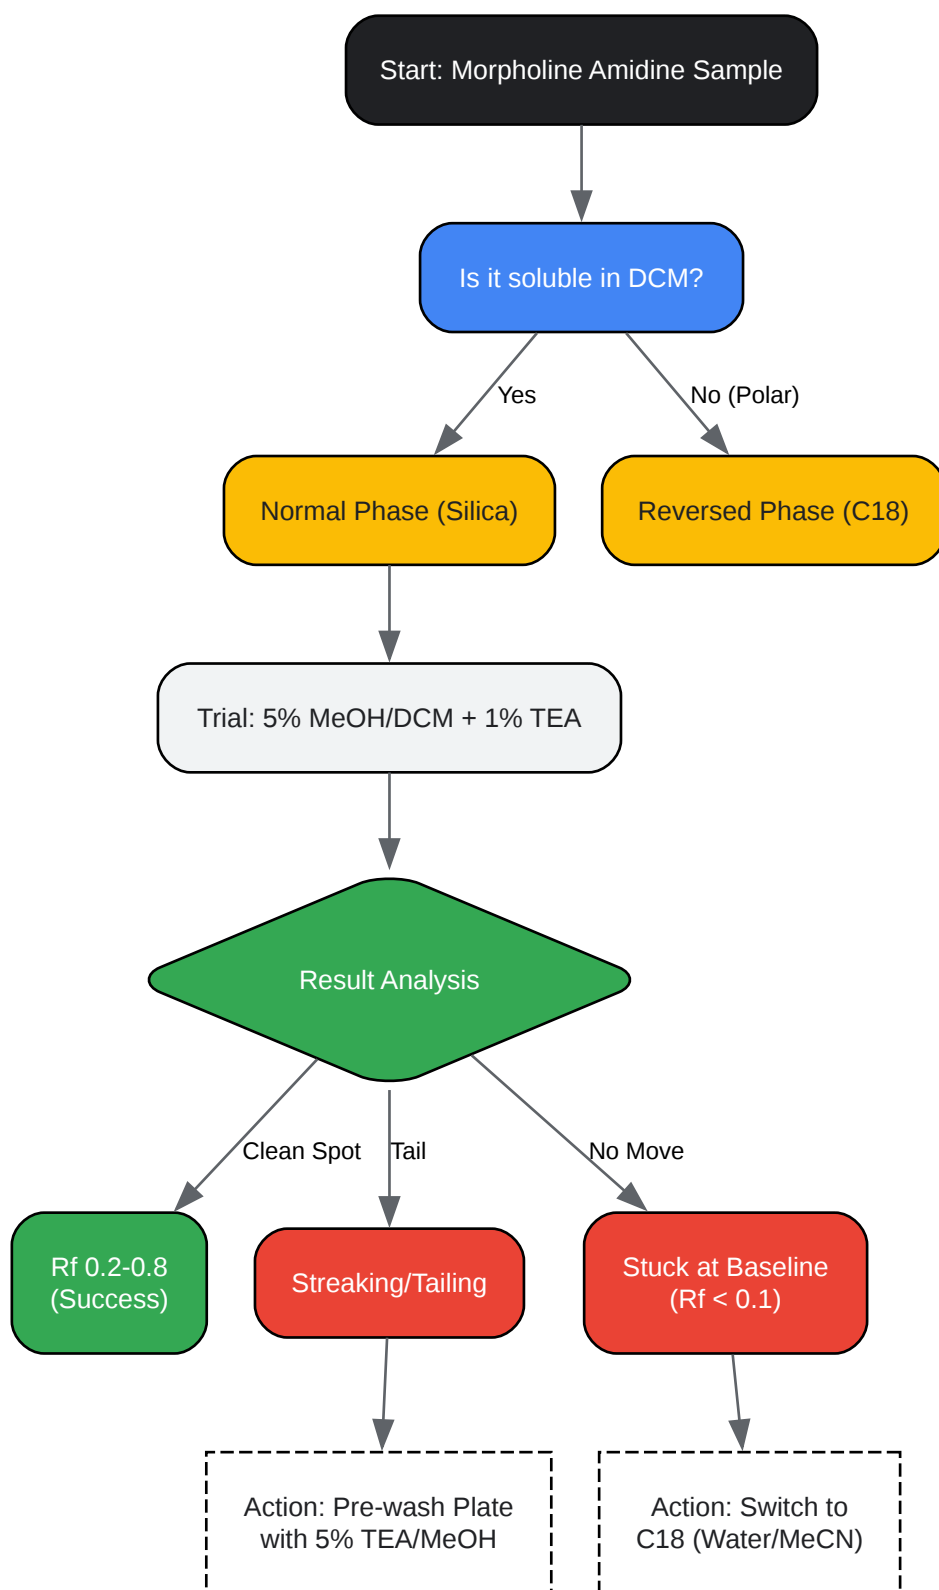 Start: Morpholine Amidine Sample
Is it soluble in DCM?
Yes
No (Polar)
Normal Phase (Silica)
Reversed Phase (C18)
Trial: 5% MeOH/DCM + 1% TEA
Result Analysis
Clean Spot
Tail
No Move
Rf 0.2-0.8
(Success)
Streaking/Tailing
Stuck at Baseline
(Rf < 0.1)
Action: Pre-wash Plate
with 5% TEA/MeOH
Action: Switch to
C18 (Water/MeCN)